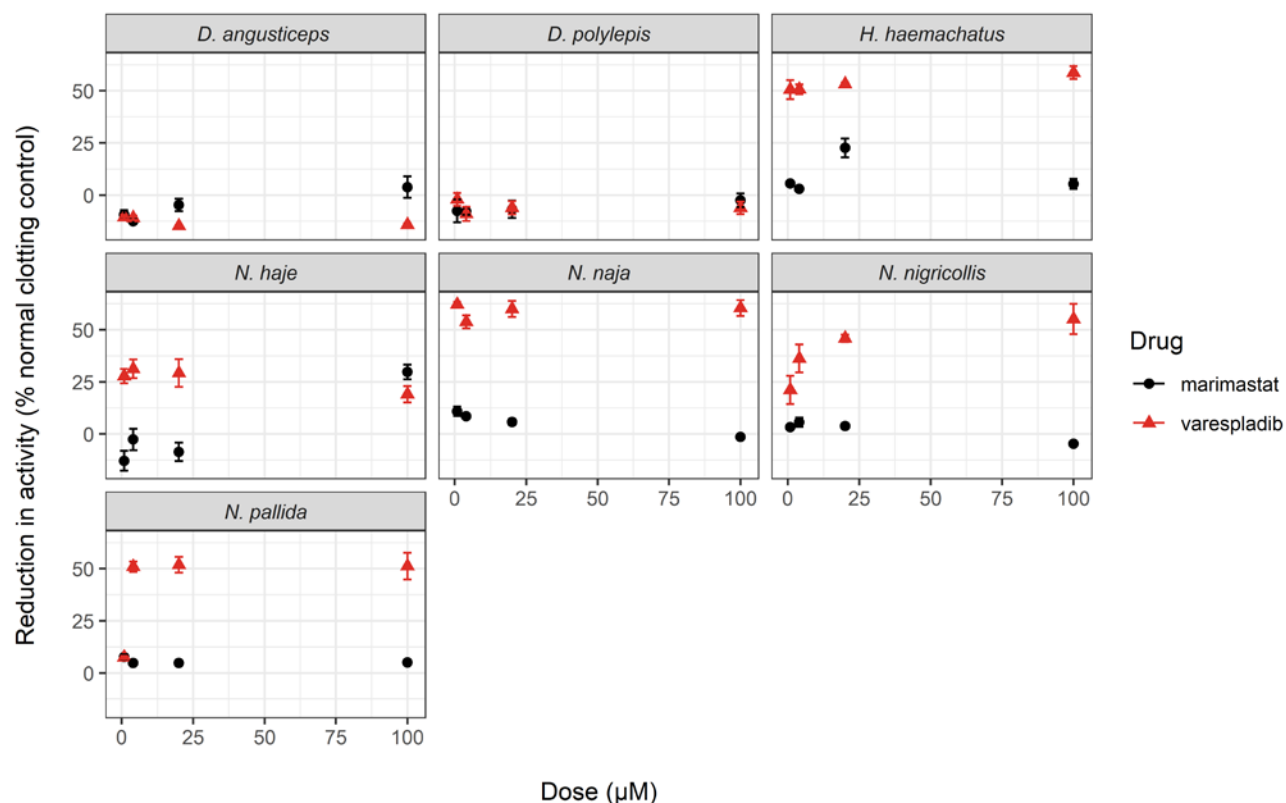 D. angusticeps D. polylepis H. haemachatus
50
25
0
N. haje N. naja N. nigricollis
50
25
0
0 25 50 75 100 0 25 50 75 100
N. pallida
50
25
0
0 25 50 75 100
Reduction in activity (% normal clotting control)
Dose (µM)
Drug
marimastat
varespladib